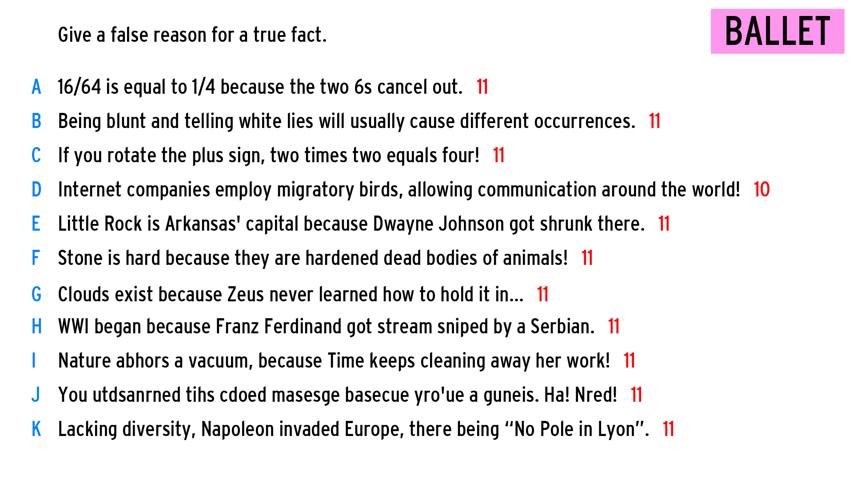 Give a false reason for a true fact.
BALLET
A 16/64 is equal to 1/4 because the two 6s cancel out. 11
B Being blunt and telling white lies will usually cause different occurrences. 11
C If you rotate the plus sign, two times two equals four! 11
D Internet companies employ migratory birds, allowing communication around the world! 10
E Little Rock is Arkansas' capital because Dwayne Johnson got shrunk there. 11
F Stone is hard because they are hardened dead bodies of animals! 11
G Clouds exist because Zeus never learned how to hold it in... 11
H WWI began because Franz Ferdinand got stream sniped by a Serbian. 11
I Nature abhors a vacuum, because Time keeps cleaning away her work! 11
J You utdsanrned tihs cdoed masesge basecue yro'ue a guneis. Ha! Nred! 11
K Lacking diversity, Napoleon invaded Europe, there being “No Pole in Lyon”. 11